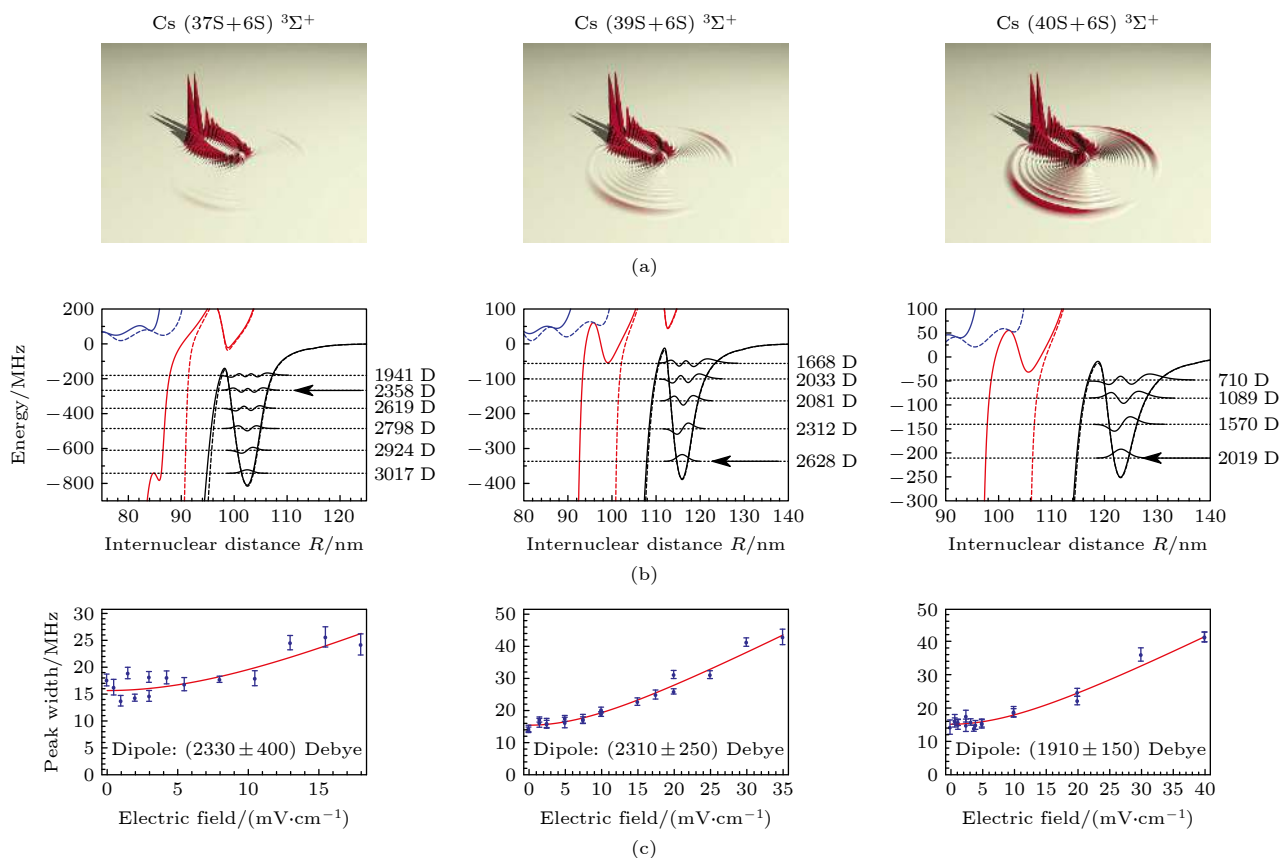 Cs (37S+6S) ³Σ⁺
Cs (39S+6S) ³Σ⁺
Cs (40S+6S) ³Σ⁺
(a)
Energy/MHz
200
0
−200
−400
−600
−800
1941 D
2358 D
2619 D
2798 D
2924 D
3017 D
80
90
100
110
120
Internuclear distance R/nm
100
0
−100
−200
−300
−400
1668 D
2033 D
2081 D
2312 D
2628 D
80
90
100
110
120
130
140
Internuclear distance R/nm
100
50
0
−50
−100
−150
−200
−250
−300
710 D
1089 D
1570 D
2019 D
90
100
110
120
130
140
Internuclear distance R/nm
(b)
Peak width/MHz
30
25
20
15
10
5
0
Dipole: (2330±400) Debye
0
5
10
15
Electric field/(mV·cm⁻¹)
50
40
30
20
10
0
Dipole: (2310±250) Debye
0
5
10
15
20
25
30
35
Electric field/(mV·cm⁻¹)
50
40
30
20
10
0
Dipole: (1910±150) Debye
0
10
20
30
40
Electric field/(mV·cm⁻¹)
(c)